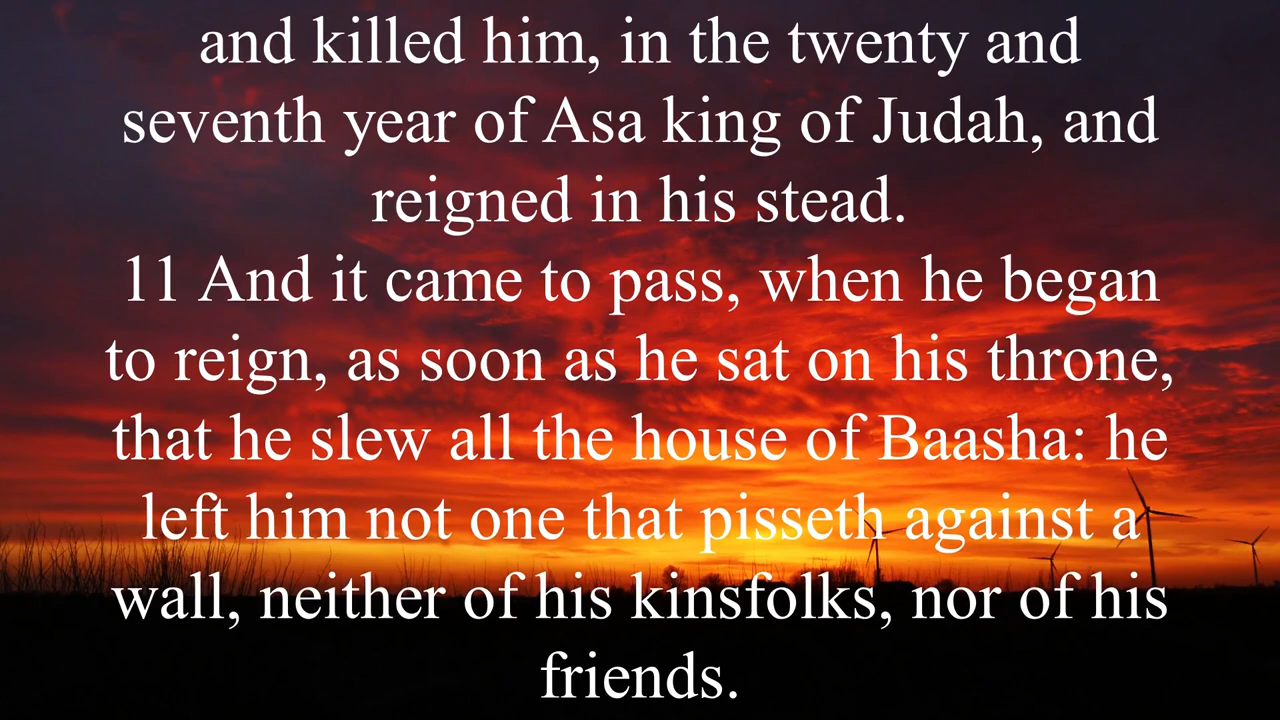 and killed him, in the twenty and
seventh year of Asa king of Judah, and
reigned in his stead.
11 And it came to pass, when he began
to reign, as soon as he sat on his throne,
that he slew all the house of Baasha: he
left him not one that pisseth against a
wall, neither of his kinsfolks, nor of his
friends.